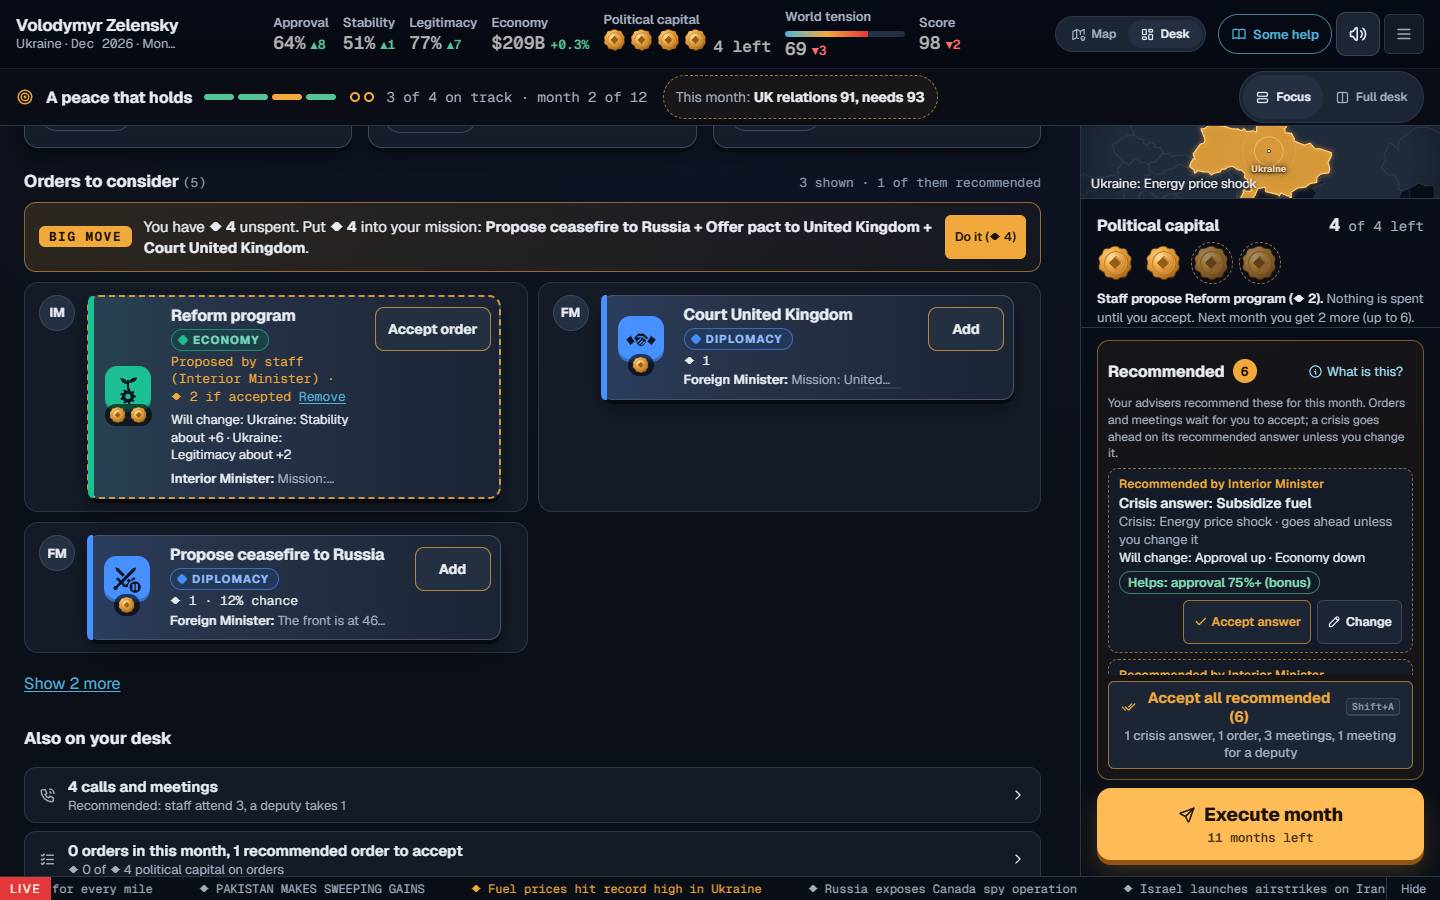 Volodymyr Zelensky
Ukraine · Dec 2026 · Mon...
Approval
64% ▲8
Stability
51% ▲1
Legitimacy
77% ▲7
Economy
$209B +0.3%
Political capital
4 left
World tension
69 ▼3
Score
98 ▼2
Map
Desk
Some help
A peace that holds
3 of 4 on track · month 2 of 12
This month: UK relations 91, needs 93
Focus
Full desk
Orders to consider (5)
3 shown · 1 of them recommended
BIG MOVE
You have ◆ 4 unspent. Put ◆ 4 into your mission: Propose ceasefire to Russia + Offer pact to United Kingdom +
Court United Kingdom.
Do it (◆ 4)
IM
Reform program
◆ ECONOMY
Proposed by staff
(Interior Minister) ·
◆ 2 if accepted Remove
Will change: Ukraine: Stability
about +6 · Ukraine:
Legitimacy about +2
Interior Minister: Mission:...
Accept order
FM
Court United Kingdom
◆ DIPLOMACY
◆ 1
Foreign Minister: Mission: United...
Add
FM
Propose ceasefire to Russia
◆ DIPLOMACY
◆ 1 · 12% chance
Foreign Minister: The front is at 46...
Add
Show 2 more
Also on your desk
4 calls and meetings
Recommended: staff attend 3, a deputy takes 1
0 orders in this month, 1 recommended order to accept
◆ 0 of ◆ 4 political capital on orders
Ukraine
Ukraine: Energy price shock
Political capital
4 of 4 left
Staff propose Reform program (◆ 2). Nothing is spent
until you accept. Next month you get 2 more (up to 6).
Recommended 6
What is this?
Your advisers recommend these for this month. Orders
and meetings wait for you to accept; a crisis goes
ahead on its recommended answer unless you change
it.
Recommended by Interior Minister
Crisis answer: Subsidize fuel
Crisis: Energy price shock · goes ahead unless
you change it
Will change: Approval up · Economy down
Helps: approval 75%+ (bonus)
Accept answer
Change
Recommended by Interior Minister
Accept all recommended
(6)
Shift+A
1 crisis answer, 1 order, 3 meetings, 1 meeting
for a deputy
Execute month
11 months left
LIVE
for every mile
◆ PAKISTAN MAKES SWEEPING GAINS
◆ Fuel prices hit record high in Ukraine
◆ Russia exposes Canada spy operation
◆ Israel launches airstrikes on Iran
Hide